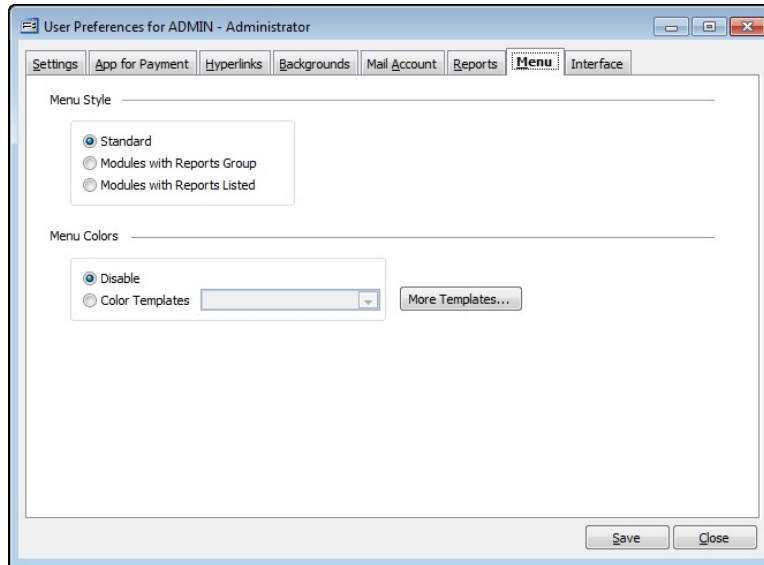 User Preferences for ADMIN - Administrator
Settings App for Payment Hyperlinks Backgrounds Mail Account Reports Menu Interface
Menu Style
Standard
Modules with Reports Group
Modules with Reports Listed
Menu Colors
Disable
Color Templates More Templates...
Save Close